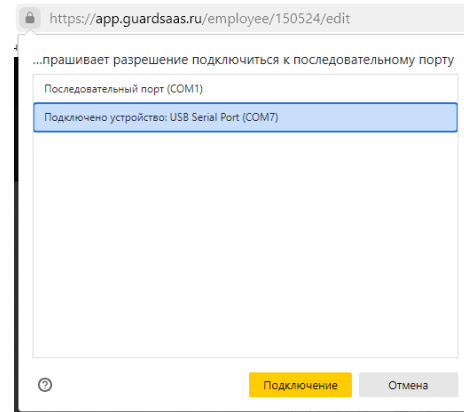 https://app.guardsaas.ru/employee/150524/edit
...прашивает разрешение подключиться к последовательному порту
Последовательный порт (COM1)
Подключено устройство: USB Serial Port (COM7)
Подключение
Отмена